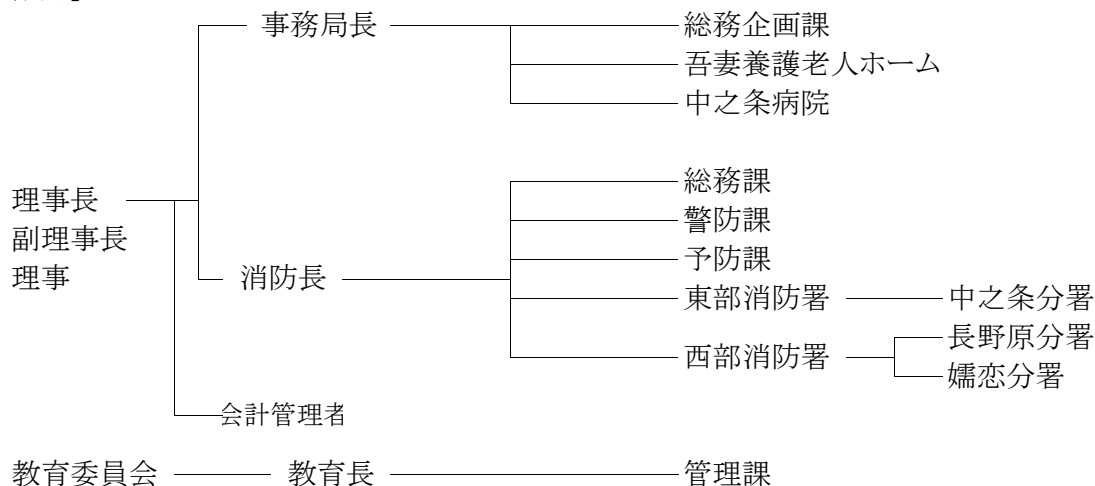 事務局長 総務企画課
吾妻養護老人ホーム
中之条病院
総務課
理事長 警防課
副理事長
理事 消防長 予防課
東部消防署 中之条分署
長野原分署
西部消防署
嬬恋分署
会計管理者
教育委員会 教育長 管理課